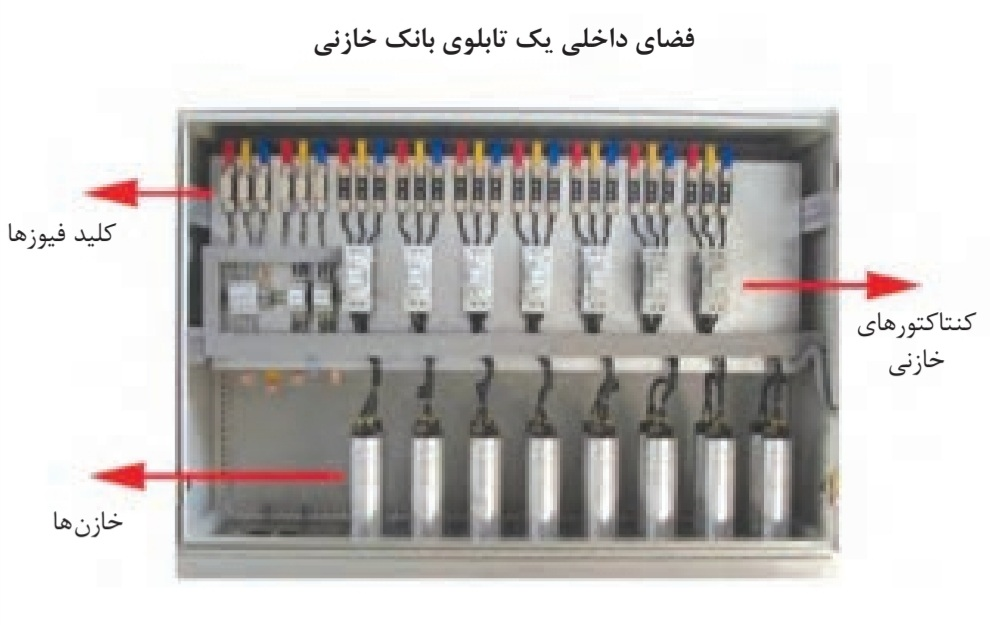 فضای داخلی یک تابلوی بانک خازنی
کلید فیوزها
کنتاکتورهای
خازنی
خازن‌ها